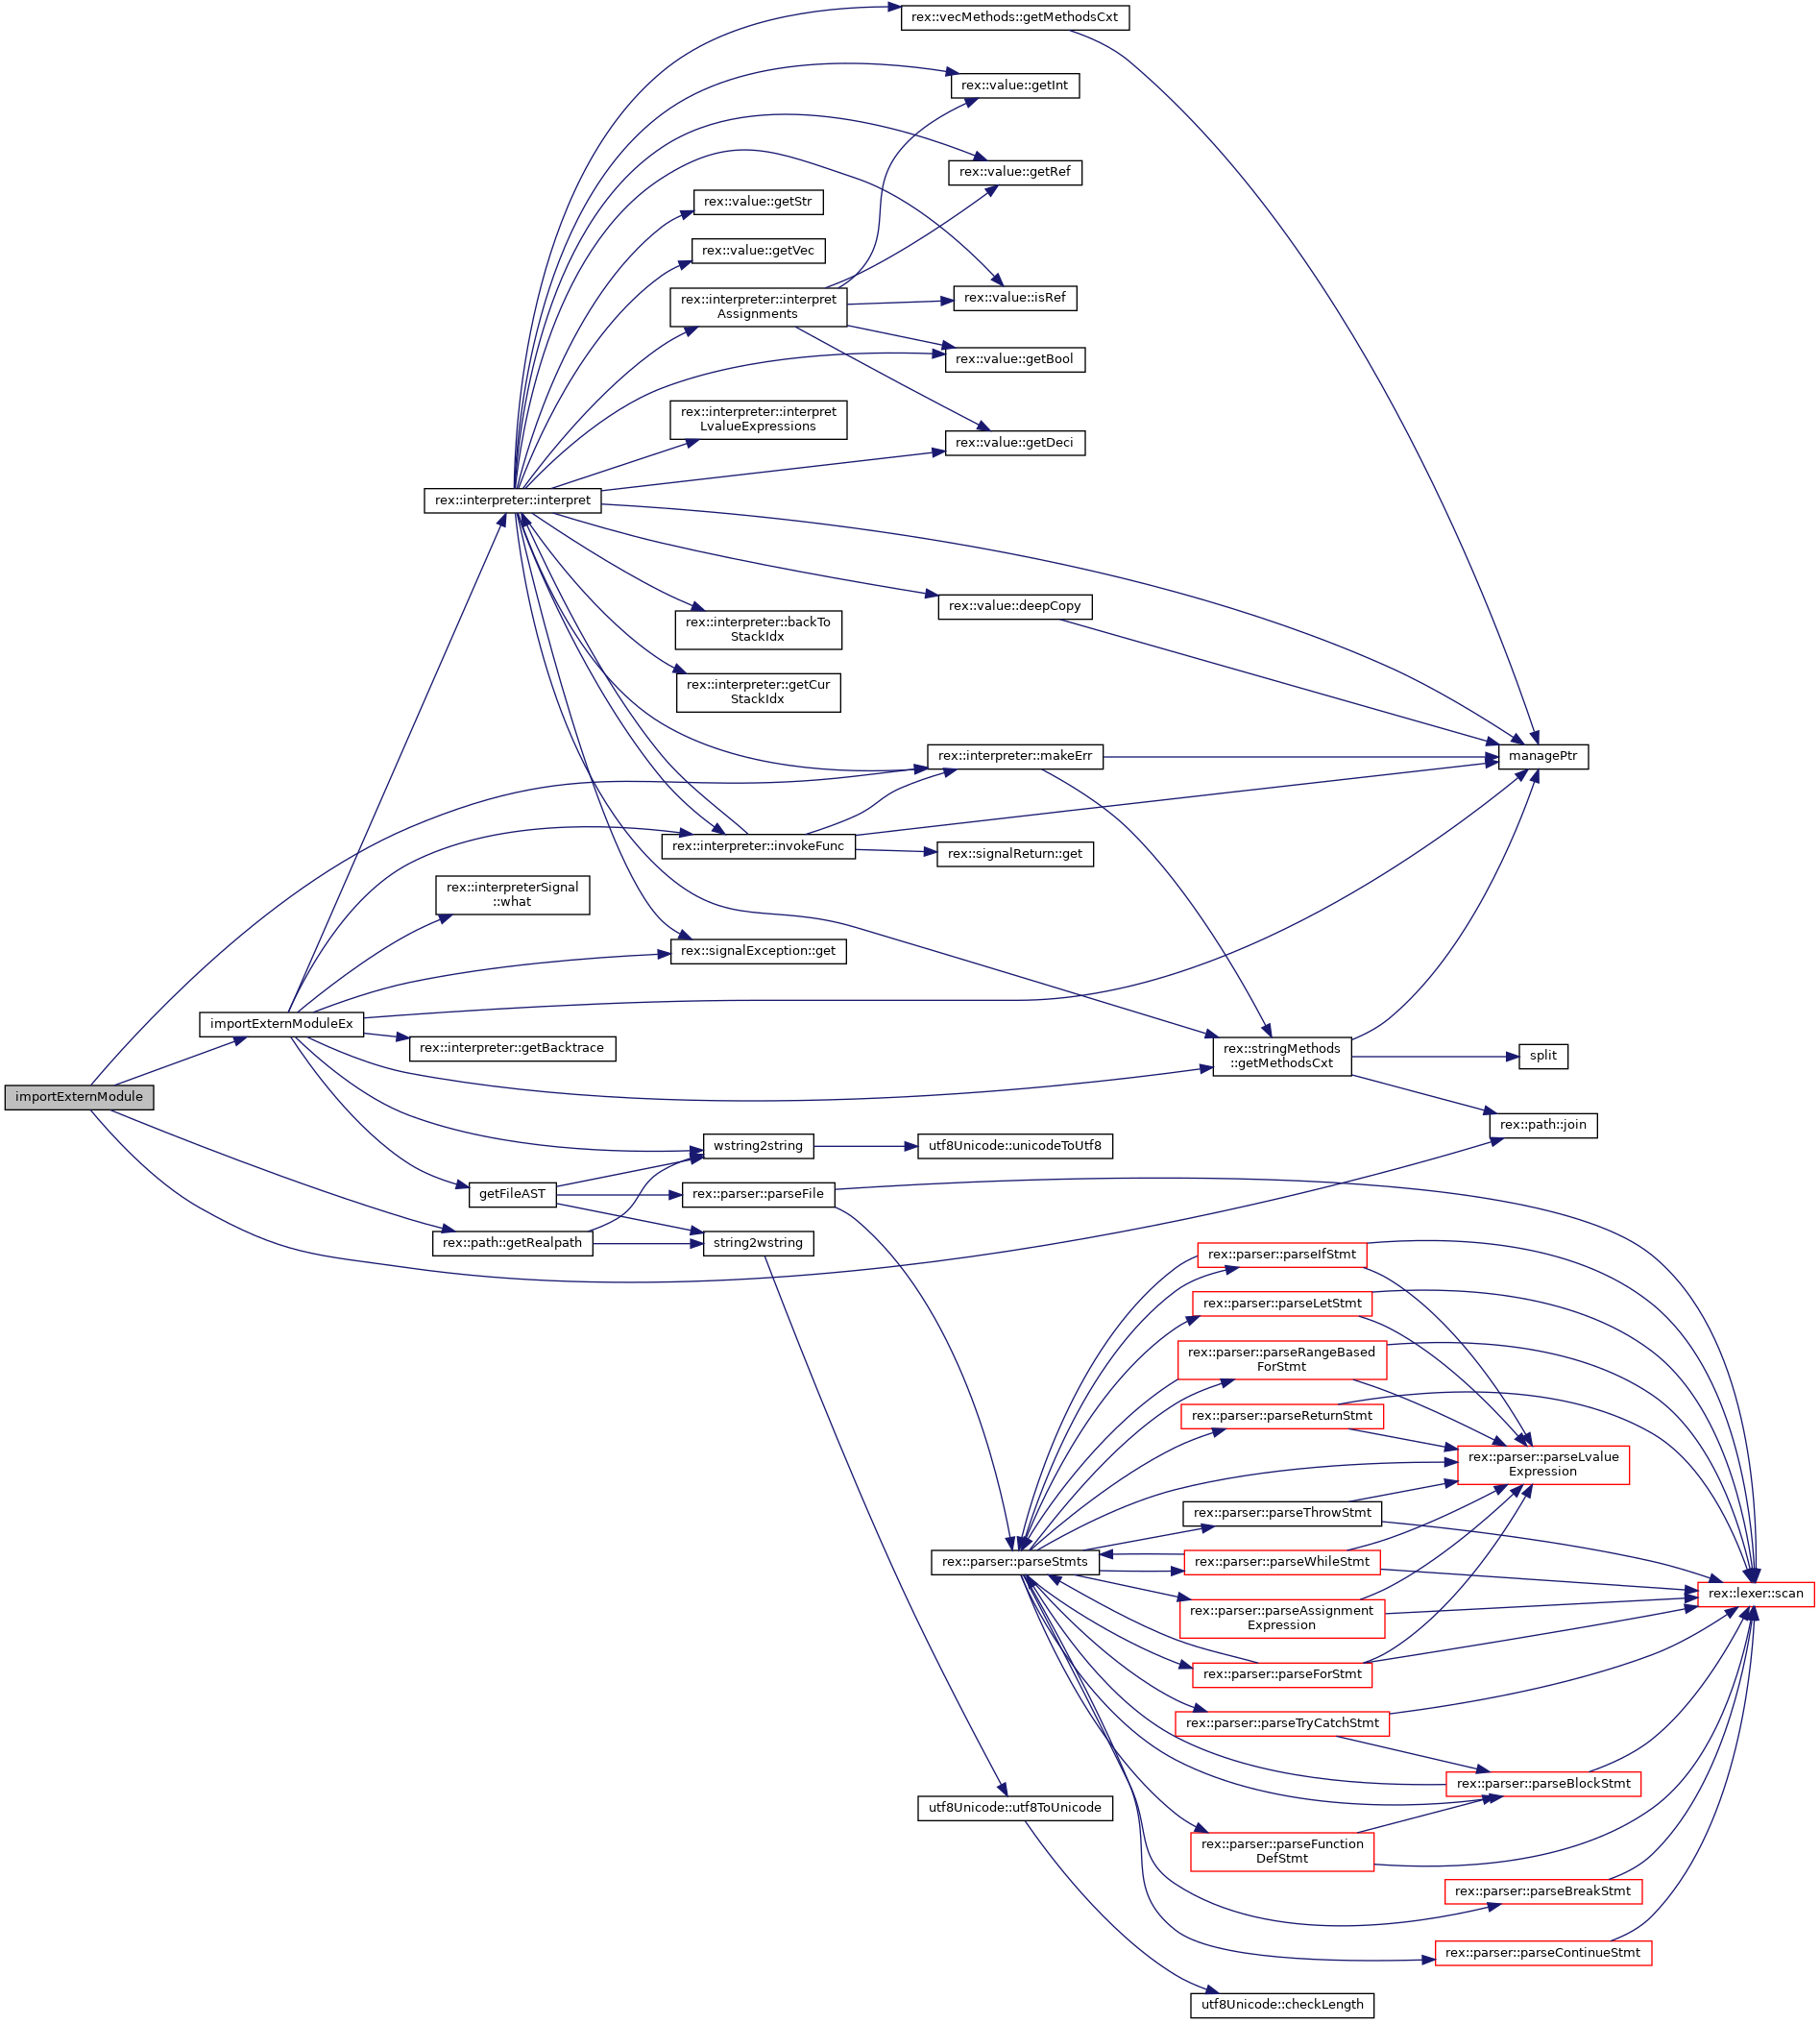 rex::vecMethods::getMethodsCxt
rex::value::getInt
rex::value::getRef
rex::value::getStr
rex::value::getVec
rex::interpreter::interpret
Assignments
rex::value::isRef
rex::value::getBool
rex::interpreter::interpret
LvalueExpressions
rex::value::getDeci
rex::interpreter::interpret
rex::value::deepCopy
rex::interpreter::backTo
StackIdx
rex::interpreter::getCur
StackIdx
rex::interpreter::makeErr
managePtr
rex::interpreter::invokeFunc
rex::signalReturn::get
rex::interpreterSignal
::what
rex::signalException::get
importExternModuleEx
rex::interpreter::getBacktrace
rex::stringMethods
::getMethodsCxt
split
importExternModule
rex::path::join
wstring2string
utf8Unicode::unicodeToUtf8
getFileAST
rex::parser::parseFile
rex::path::getRealpath
string2wstring
rex::parser::parseIfStmt
rex::parser::parseLetStmt
rex::parser::parseRangeBased
ForStmt
rex::parser::parseReturnStmt
rex::parser::parseLvalue
Expression
rex::parser::parseThrowStmt
rex::parser::parseStmts
rex::parser::parseWhileStmt
rex::lexer::scan
rex::parser::parseAssignment
Expression
rex::parser::parseForStmt
rex::parser::parseTryCatchStmt
rex::parser::parseBlockStmt
utf8Unicode::utf8ToUnicode
rex::parser::parseFunction
DefStmt
rex::parser::parseBreakStmt
rex::parser::parseContinueStmt
utf8Unicode::checkLength